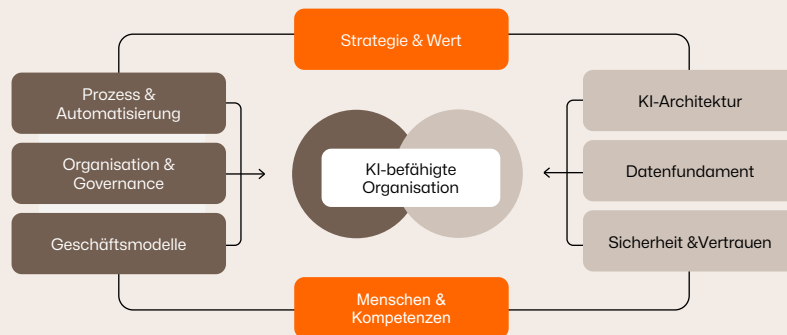 Strategie & Wert
Prozess &
Automatisierung
Organisation &
Governance
Geschäftsmodelle
KI-befähigte
Organisation
KI-Architektur
Datenfundament
Sicherheit &Vertrauen
Menschen &
Kompetenzen